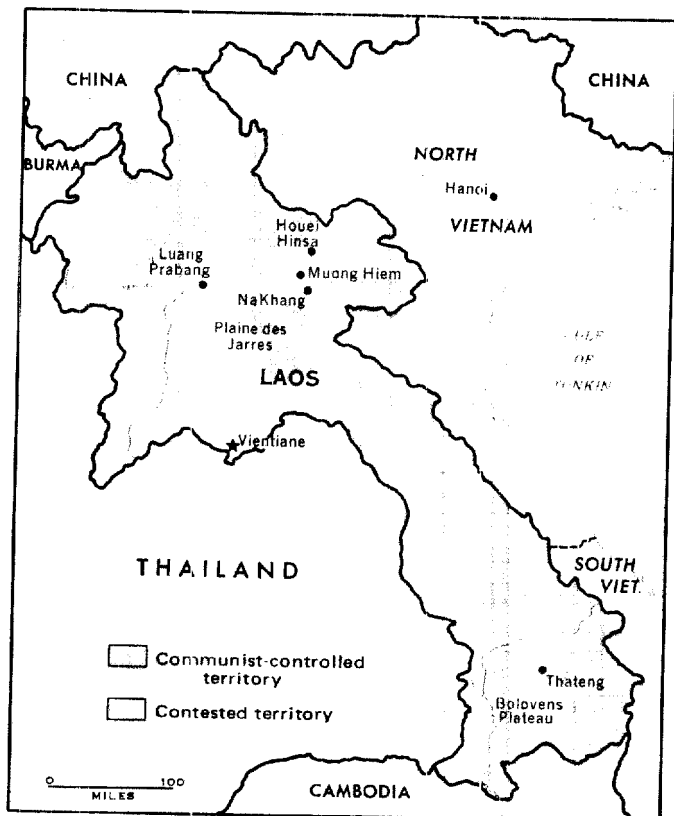 CHINA
CHINA
BURMA
NORTH
Hanoi
VIETNAM
Houei
Hinsa
Luang
Prabang
Muong Hiem
NaKhang
Plaine des
Jarres
OF
LAOS
Vientiane
THAILAND
SOUTH
VIET.
Communist-controlled
territory
Thateng
Bolovens
Plateau
Contested territory
0 100
MILES
CAMBODIA